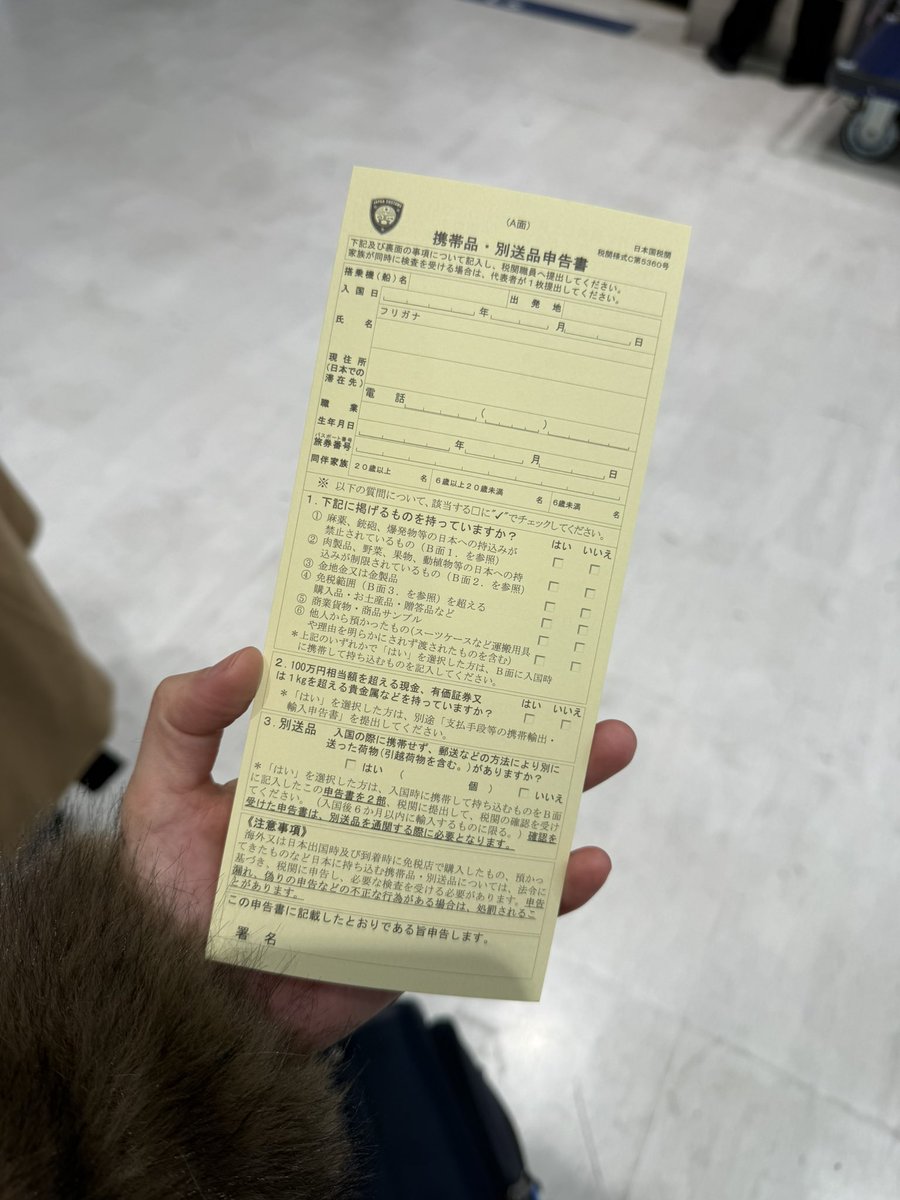 JAPAN CUSTOMS
(A面)
日本国税関
税関様式C第5360号
携帯品・別送品申告書
下記及び裏面の事項について記入し、税関職員へ提出してください。
家族が同時に検査を受ける場合は、代表者が1枚提出してください。
搭乗機(船)名
出 発 地
入 国 日
年
月
日
フリガナ
氏 名
現 住 所
(日本での
滞 在 先)
電 話
(
)
職 業
生年月日
年
月
日
パスポート番号
旅券番号
同伴家族
20歳以上
名
6歳以上20歳未満
名
6歳未満
名
※ 以下の質問について、該当する□に"✓"でチェックしてください。
1.下記に掲げるものを持っていますか?
はい いいえ
① 麻薬、銃砲、爆発物等の日本への持込みが
禁止されているもの(B面1.を参照)
② 肉製品、野菜、果物、動植物等の日本への持
込みが制限されているもの(B面2.を参照)
③ 金地金又は金製品
④ 免税範囲(B面3.を参照)を超える
購入品・お土産品・贈答品など
⑤ 商業貨物・商品サンプル
⑥ 他人から預かったもの(スーツケースなど運搬用具
や理由を明らかにされず渡されたものを含む)
*上記のいずれかで「はい」を選択した方は、B面に入国時
に携帯して持ち込むものを記入してください。
2.100万円相当額を超える現金、有価証券又
は1kgを超える貴金属などを持っていますか?
はい いいえ
*「はい」を選択した方は、別途「支払手段等の携帯輸出・
輸入申告書」を提出してください。
3.別送品
入国の際に携帯せず、郵送などの方法により別に
送った荷物(引越荷物を含む。)がありますか?
□はい ( 個 ) □いいえ
*「はい」を選択した方は、入国時に携帯して持ち込むものをB面
に記入したこの申告書を2部、税関に提出して、税関の確認を受け
てください。(入国後6か月以内に輸入するものに限る。)確認を
受けた申告書は、別送品を通関する際に必要となります。
《注意事項》
海外又は日本出国時及び到着時に免税店で購入したもの、預かっ
てきたものなど日本に持ち込む携帯品・別送品については、法令に
基づき、税関に申告し、必要な検査を受ける必要があります。申告
漏れ、偽りの申告などの不正な行為がある場合は、処罰されるこ
とがあります。
この申告書に記載したとおりである旨申告します。
署 名